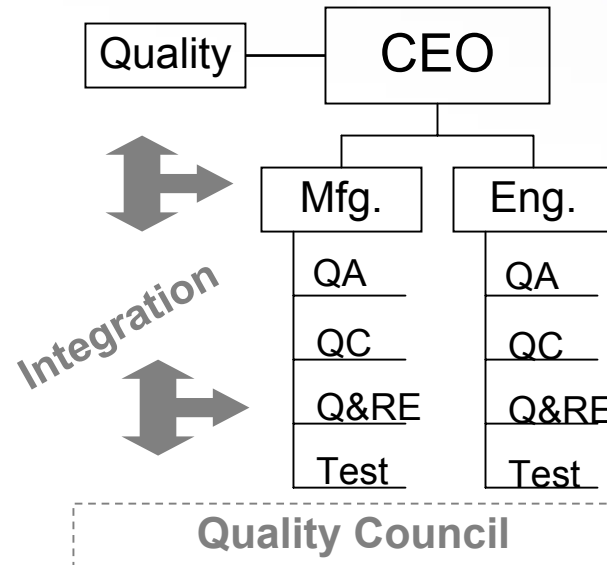 Quality
CEO
Mfg.
Eng.
QA
QA
QC
QC
Integration
Q&RE
Q&RE
Test
Test
Quality Council